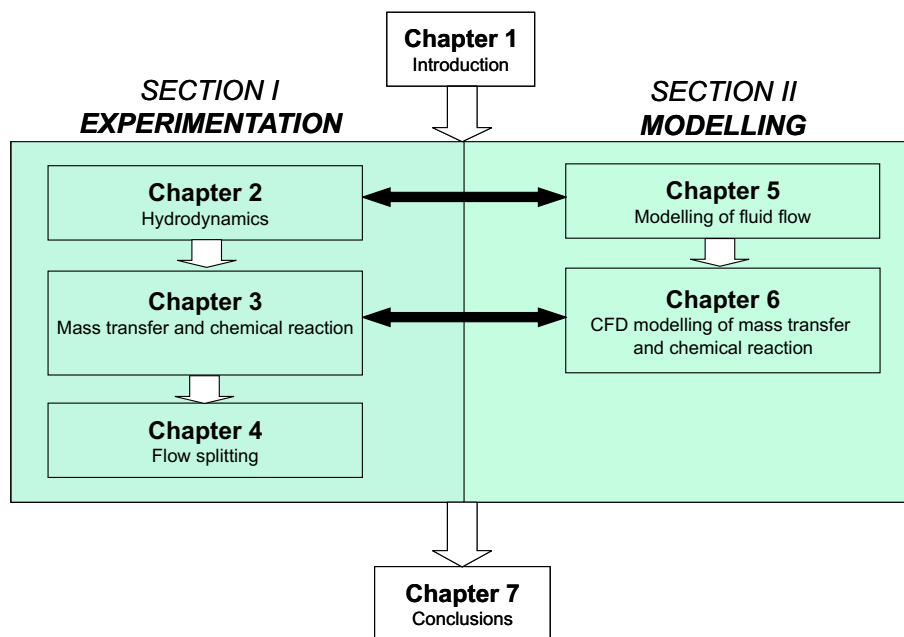 Chapter 1
Introduction
SECTION I
EXPERIMENTATION
SECTION II
MODELLING
Chapter 2
Hydrodynamics
Chapter 3
Mass transfer and chemical reaction
Chapter 4
Flow splitting
Chapter 5
Modelling of fluid flow
Chapter 6
CFD modelling of mass transfer
and chemical reaction
Chapter 7
Conclusions